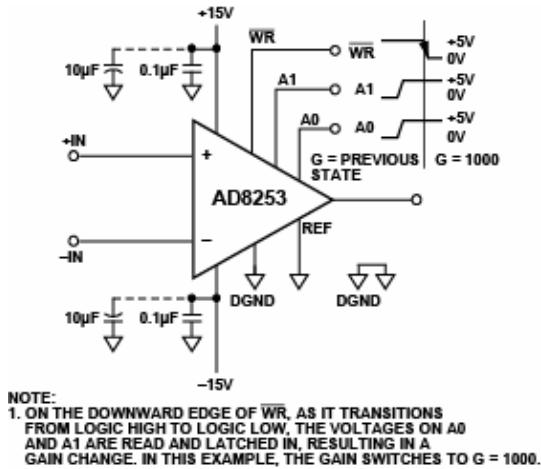 +15V
WR
WR
+5V
0V
10µF
0.1µF
A1
A1
+5V
0V
A0
A0
+5V
0V
+IN
G = PREVIOUS
STATE
G = 1000
+
AD8253
REF
–
–IN
DGND
DGND
10µF
0.1µF
–15V
NOTE:
1. ON THE DOWNWARD EDGE OF WR, AS IT TRANSITIONS
FROM LOGIC HIGH TO LOGIC LOW, THE VOLTAGES ON A0
AND A1 ARE READ AND LATCHED IN, RESULTING IN A
GAIN CHANGE. IN THIS EXAMPLE, THE GAIN SWITCHES TO G = 1000.